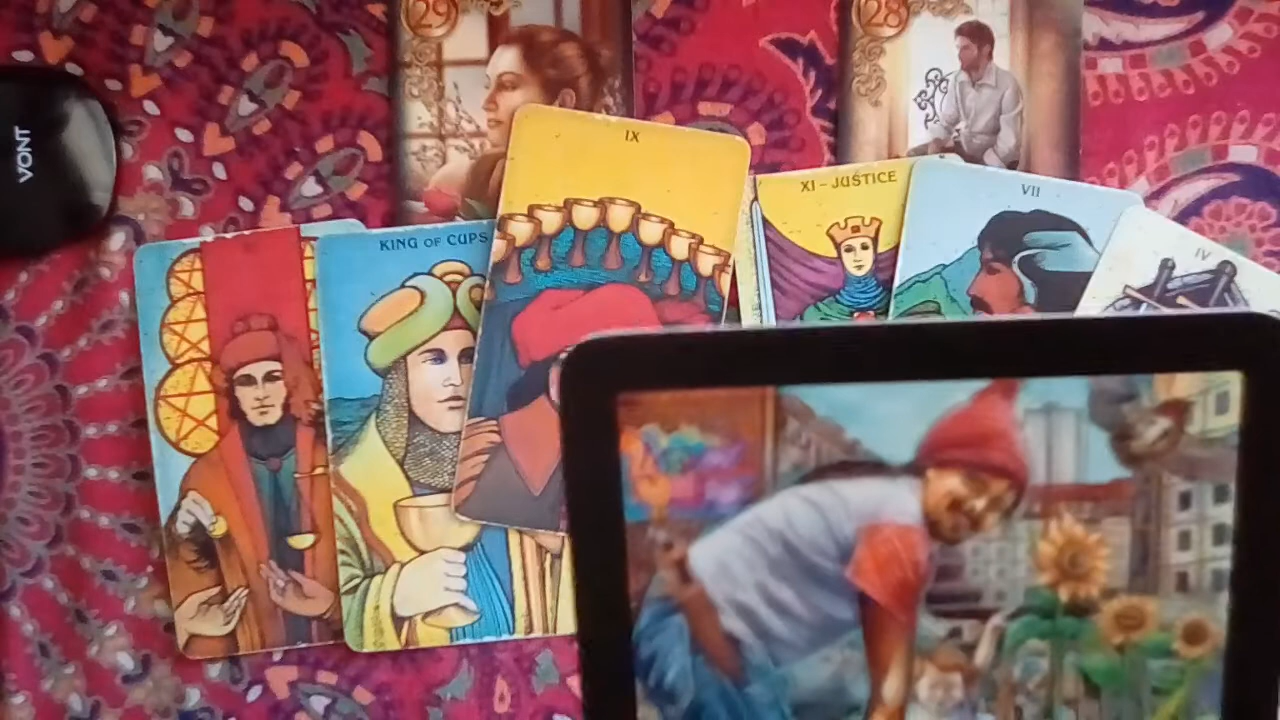 29
28
VONT
IX
XI - JUSTICE
VII
KING OF CUPS
IV